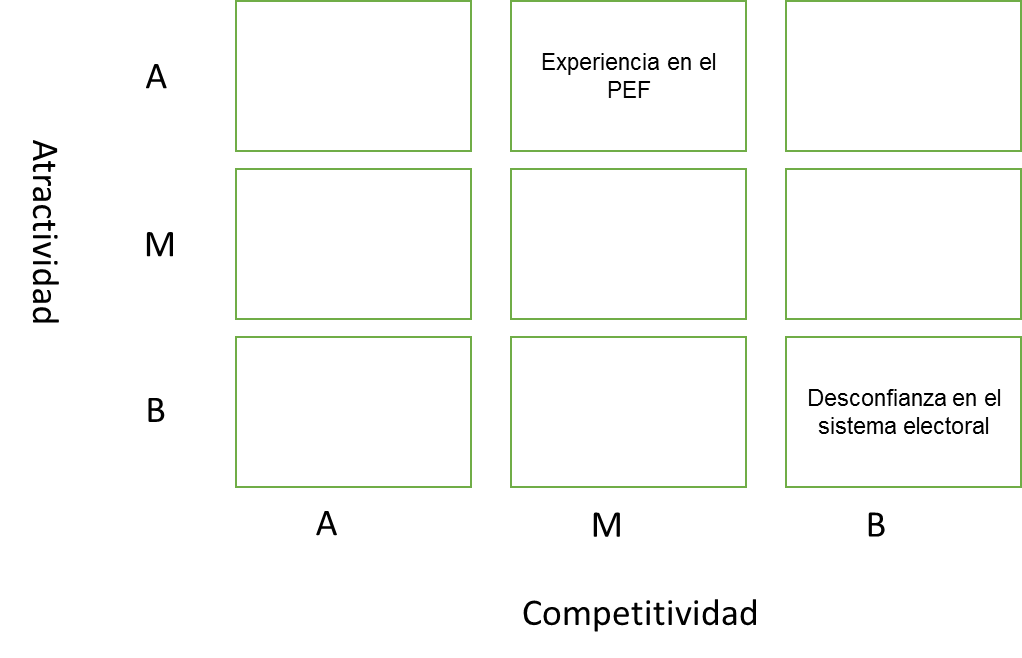 A
Experiencia en el
PEF
Atractividad
M
B
Desconfianza en el
sistema electoral
A
M
B
Competitividad